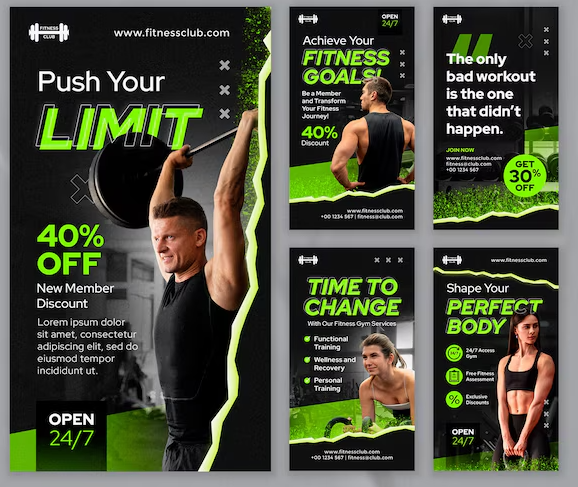 FITNESS
CLUB
www.fitnessclub.com
Push Your
LIMIT
40%
OFF
New Member
Discount
Lorem ipsum dolor
sit amet, consectetur
adipiscing elit, sed do
eiusmod tempor
incididunt ut.
OPEN
24/7
OPEN
24/7
Achieve Your
FITNESS
GOALS!
Be a Member
and Transform
Your Fitness
Journey!
40%
Discount
www.fitnessclub.com
+00 1234 567 | fitness@club.com
The only
bad workout
is the one
that didn't
happen.
JOIN NOW
www.fitnessclub.com
fitness@club.com
+00 1234 567
GET
30%
OFF
TIME TO
CHANGE
With Our Fitness Gym Services
Functional
Training
Wellness and
Recovery
Personal
Training
www.fitnessclub.com
+00 1234 567 | fitness@club.com
www.fitnessclub.com
Shape Your
PERFECT
BODY
24/7 Access
Gym
Free Fitness
Assessment
%
Exclusive
Discounts
OPEN
24/7